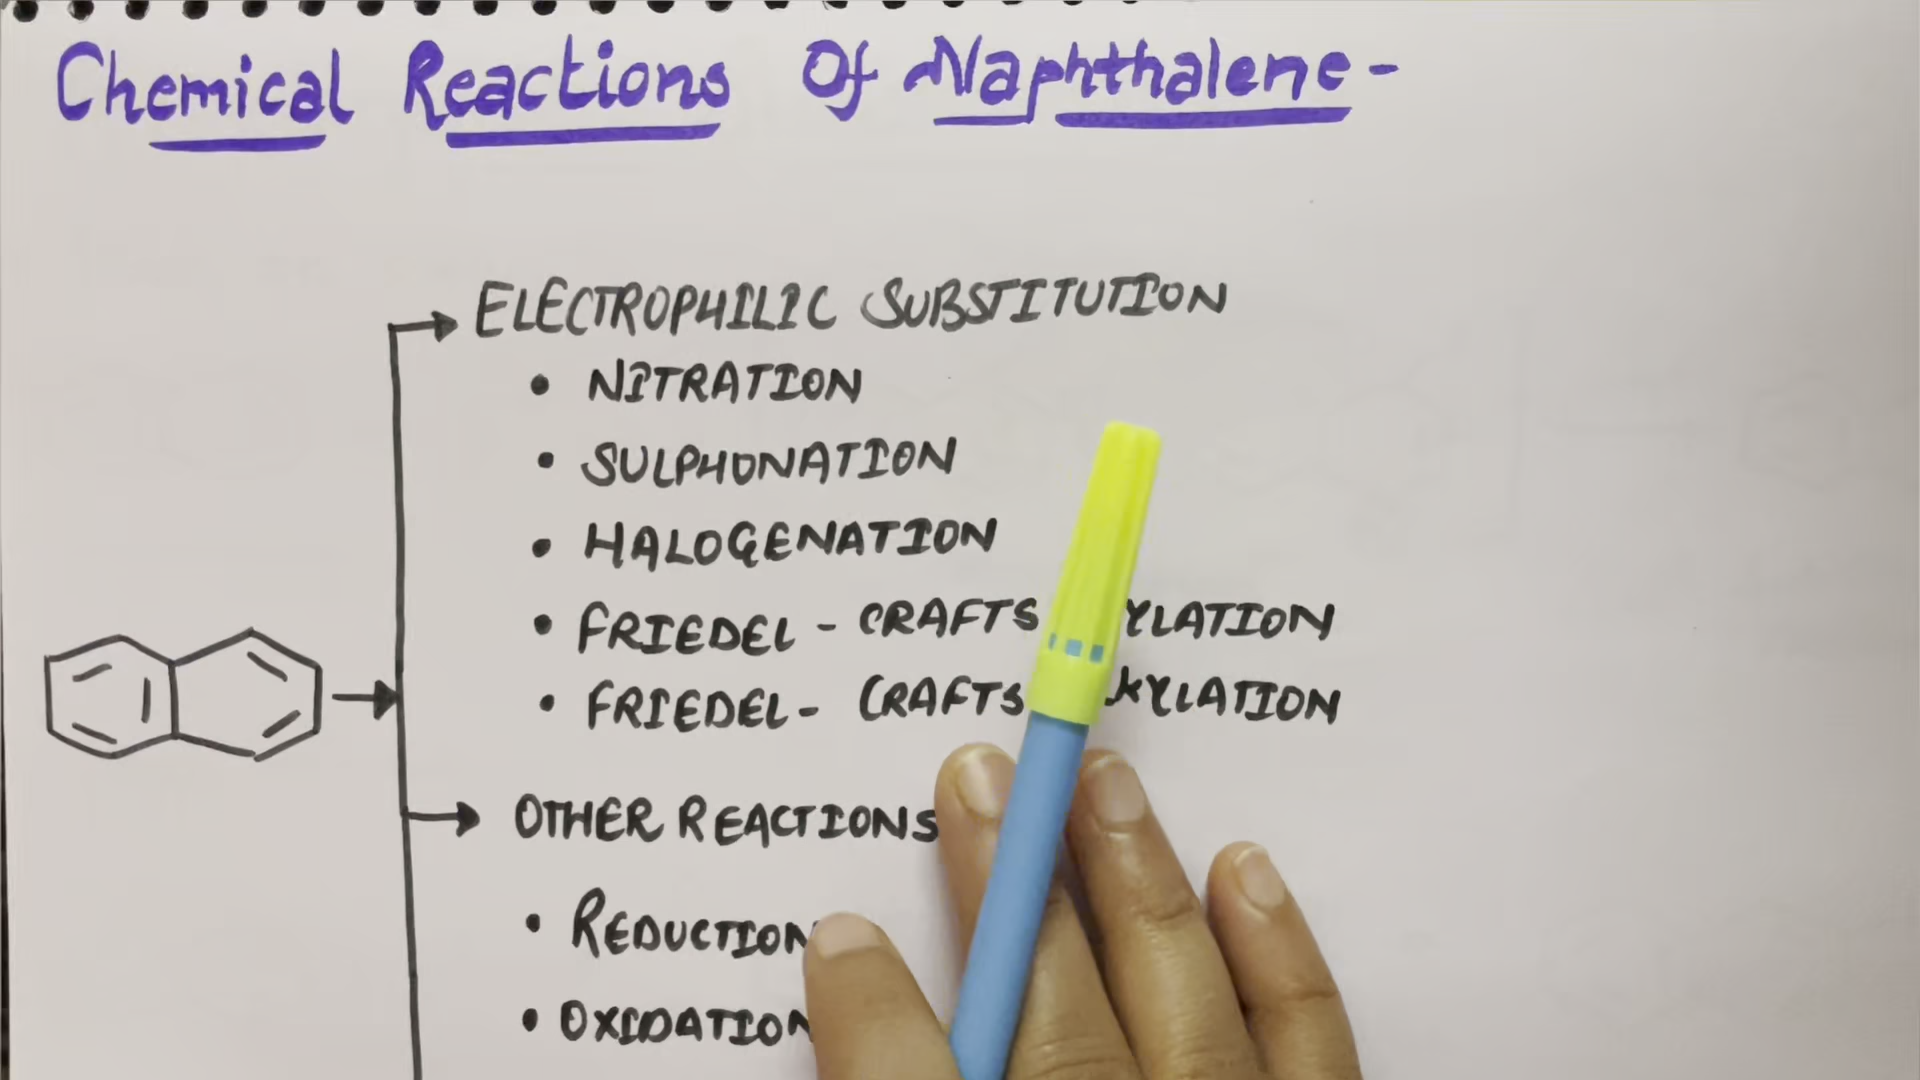 Chemical Reactions Of Naphthalene-
ELECTROPHILIC SUBSTITUTION
• NITRATION
• SULPHONATION
• HALOGENATION
• FRIEDEL - CRAFTS
• FRIEDEL - CRAFTS
OTHER REACTIONS
• REDUCTION
• OXIDATION